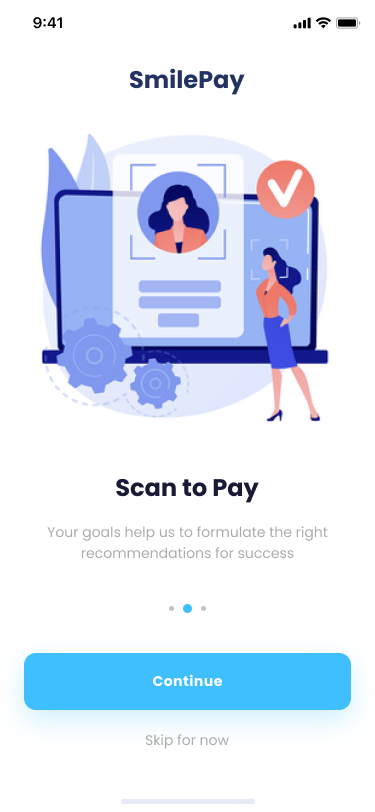 9:41
SmilePay
Scan to Pay
Your goals help us to formulate the right
recommendations for success
Continue
Skip for now